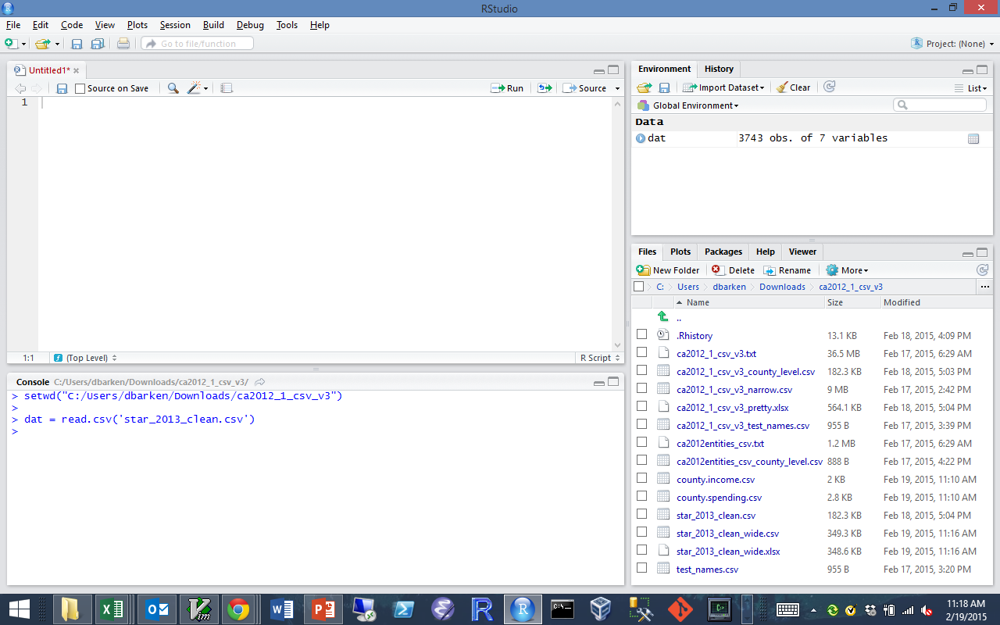 RStudio
File Edit Code View Plots Session Build Debug Tools Help
Go to file/function Project: (None)
Untitled1*
Source on Save Run Source
1
1:1 (Top Level) R Script
Console C:/Users/dbarken/Downloads/ca2012_1_csv_v3/
> setwd("C:/Users/dbarken/Downloads/ca2012_1_csv_v3")
>
> dat = read.csv('star_2013_clean.csv')
>
Environment History
Import Dataset Clear List
Global Environment
Data
dat 3743 obs. of 7 variables
Files Plots Packages Help Viewer
New Folder Delete Rename More
C: Users dbarken Downloads ca2012_1_csv_v3 ...
Name Size Modified
..
.Rhistory 13.1 KB Feb 18, 2015, 4:09 PM
ca2012_1_csv_v3.txt 36.5 MB Feb 17, 2015, 6:29 AM
ca2012_1_csv_v3_county_level.csv 182.3 KB Feb 18, 2015, 5:03 PM
ca2012_1_csv_v3_narrow.csv 9 MB Feb 17, 2015, 2:42 PM
ca2012_1_csv_v3_pretty.xlsx 564.1 KB Feb 18, 2015, 5:04 PM
ca2012_1_csv_v3_test_names.csv 955 B Feb 17, 2015, 3:39 PM
ca2012entities_csv.txt 1.2 MB Feb 17, 2015, 6:29 AM
ca2012entities_csv_county_level.csv 888 B Feb 17, 2015, 4:22 PM
county.income.csv 2 KB Feb 19, 2015, 11:10 AM
county.spending.csv 2.8 KB Feb 19, 2015, 11:10 AM
star_2013_clean.csv 182.3 KB Feb 18, 2015, 5:04 PM
star_2013_clean_wide.csv 349.3 KB Feb 19, 2015, 11:16 AM
star_2013_clean_wide.xlsx 348.6 KB Feb 19, 2015, 11:16 AM
test_names.csv 955 B Feb 17, 2015, 3:20 PM
11:18 AM
2/19/2015